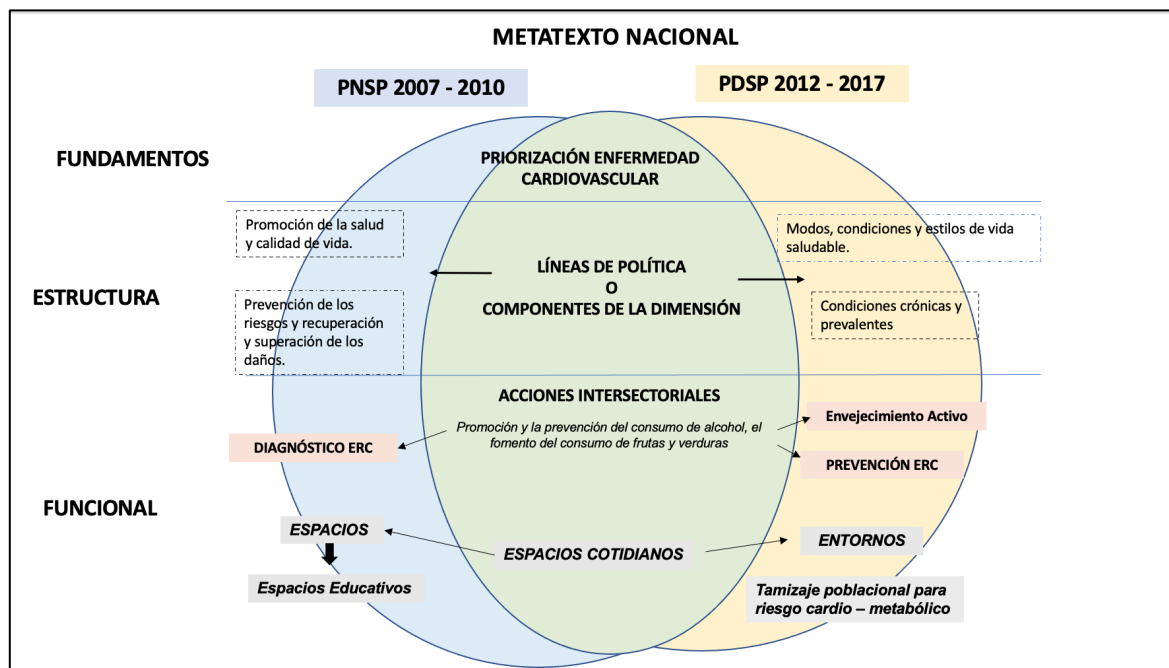 METATEXTO NACIONAL
PNSP 2007 - 2010
PDSP 2012 - 2017
FUNDAMENTOS
PRIORIZACIÓN ENFERMEDAD
CARDIOVASCULAR
Promoción de la salud
y calidad de vida.
Modos, condiciones y estilos de vida
saludable.
ESTRUCTURA
LÍNEAS DE POLÍTICA
O
COMPONENTES DE LA DIMENSIÓN
Prevención de los
riesgos y recuperación
y superación de los
daños.
Condiciones crónicas y
prevalentes
ACCIONES INTERSECTORIALES
Promoción y la prevención del consumo de alcohol, el
fomento del consumo de frutas y verduras
DIAGNÓSTICO ERC
Envejecimiento Activo
PREVENCIÓN ERC
FUNCIONAL
ESPACIOS
ESPACIOS COTIDIANOS
ENTORNOS
Espacios Educativos
Tamizaje poblacional para
riesgo cardio – metabólico